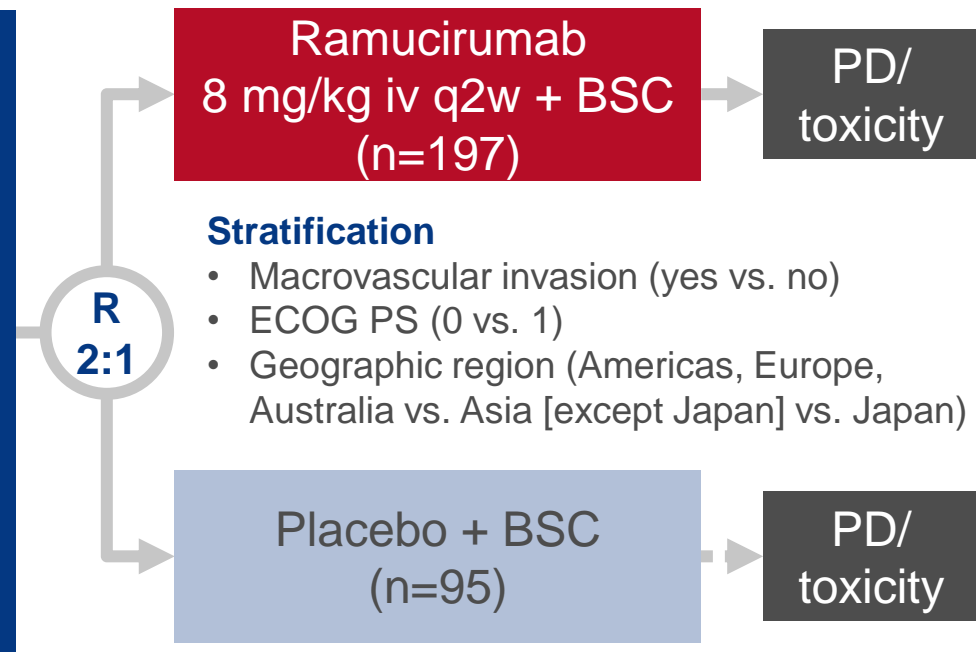 Ramucirumab
8 mg/kg iv q2w + BSC
(n=197)
PD/
toxicity
Stratification
• Macrovascular invasion (yes vs. no)
• ECOG PS (0 vs. 1)
• Geographic region (Americas, Europe,
Australia vs. Asia [except Japan] vs. Japan)
R
2:1
Placebo + BSC
(n=95)
PD/
toxicity